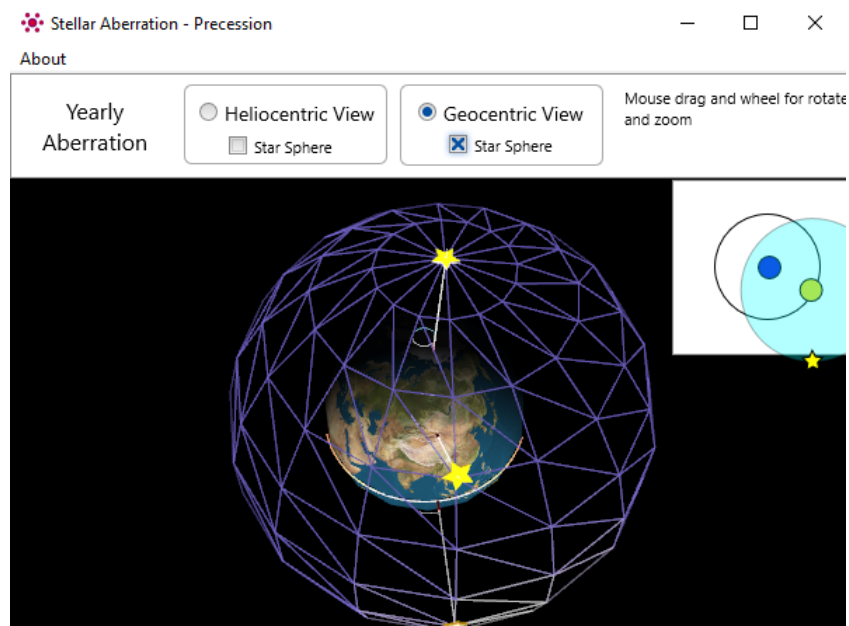 Stellar Aberration - Precession
About
Yearly
Aberration
Heliocentric View
Star Sphere
Geocentric View
Star Sphere
Mouse drag and wheel for rotate
and zoom